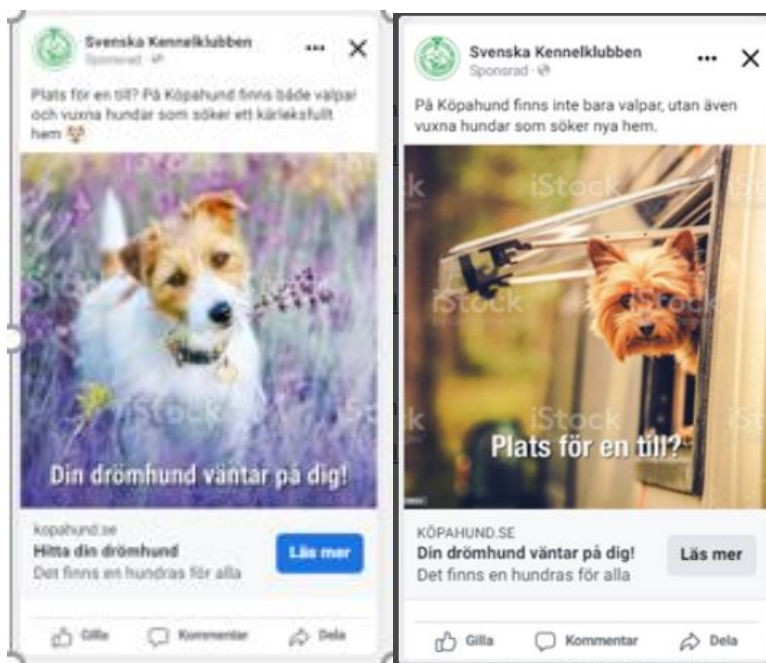 Svenska Kennelklubben
Sponsrad
Plats för en till? På Köpahund finns både valpar
och vuxna hundar som söker ett kärleksfullt
hem
iStock
Din drömhund väntar på dig!
kopahund.se
Hitta din drömhund
Det finns en hundras för alla
Läs mer
Gilla
Kommentar
Dela
Svenska Kennelklubben
Sponsrad
På Köpahund finns inte bara valpar, utan även
vuxna hundar som söker nya hem.
iStock
iStock
iStock
Plats för en till?
KÖPAHUND.SE
Din drömhund väntar på dig!
Det finns en hundras för alla
Läs mer
Gilla
Kommentar
Dela